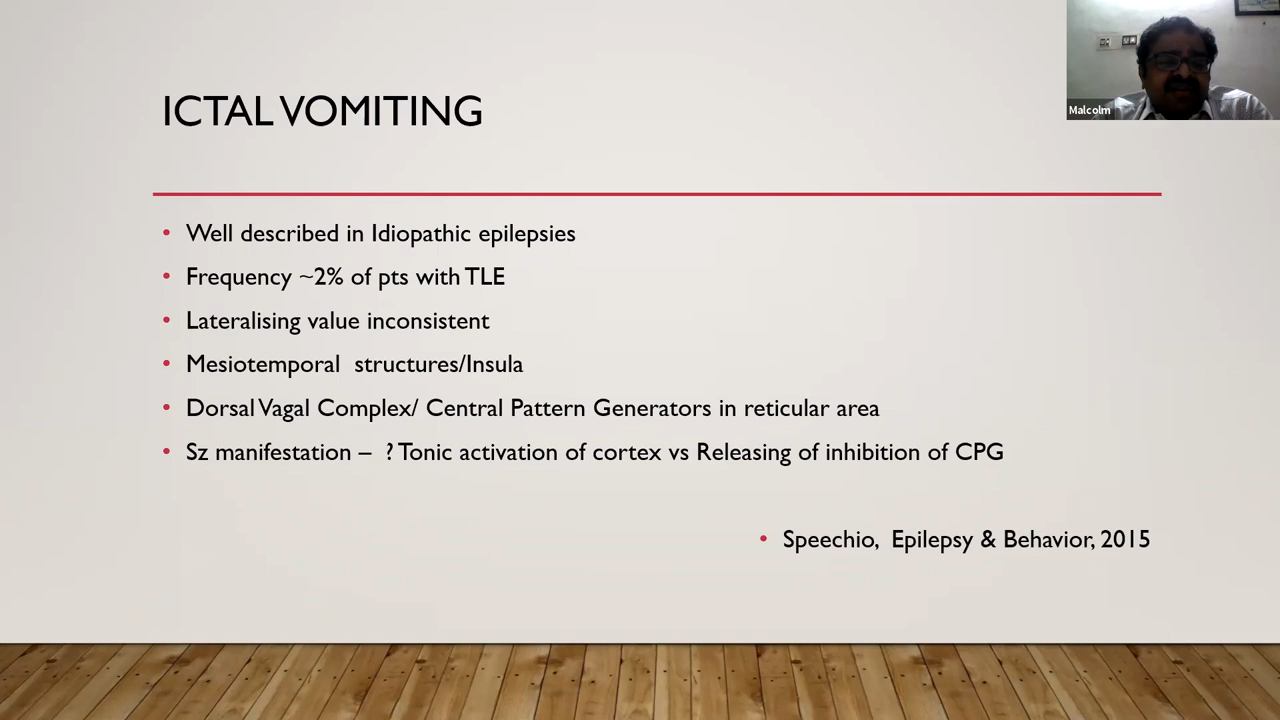 ICTAL VOMITING
Malcolm
• Well described in Idiopathic epilepsies
• Frequency ~2% of pts with TLE
• Lateralising value inconsistent
• Mesiotemporal structures/Insula
• Dorsal Vagal Complex/ Central Pattern Generators in reticular area
• Sz manifestation – ? Tonic activation of cortex vs Releasing of inhibition of CPG
• Speechio, Epilepsy & Behavior, 2015